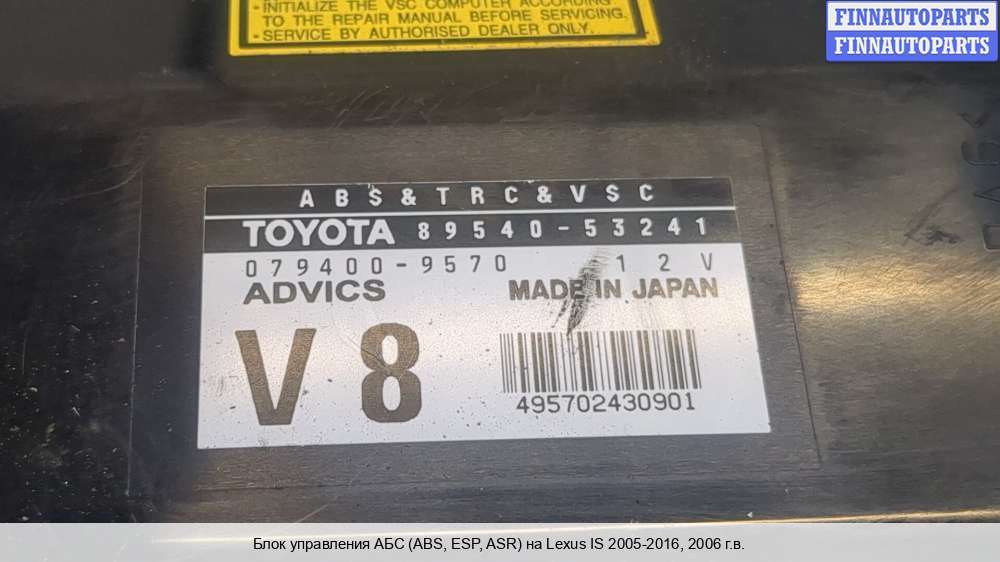 FINNAUTOPARTS
FINNAUTOPARTS
INITIALIZE THE VSC COMPUTER ACCORDING
TO THE REPAIR MANUAL BEFORE SERVICING.
SERVICE BY AUTHORISED DEALER ONLY.
ABS&TRC&VSC
TOYOTA 89540-53241
079400-9570 12V
ADVICS MADE IN JAPAN
V8
495702430901
Блок управления АБС (ABS, ESP, ASR) на Lexus IS 2005-2016, 2006 г.в.